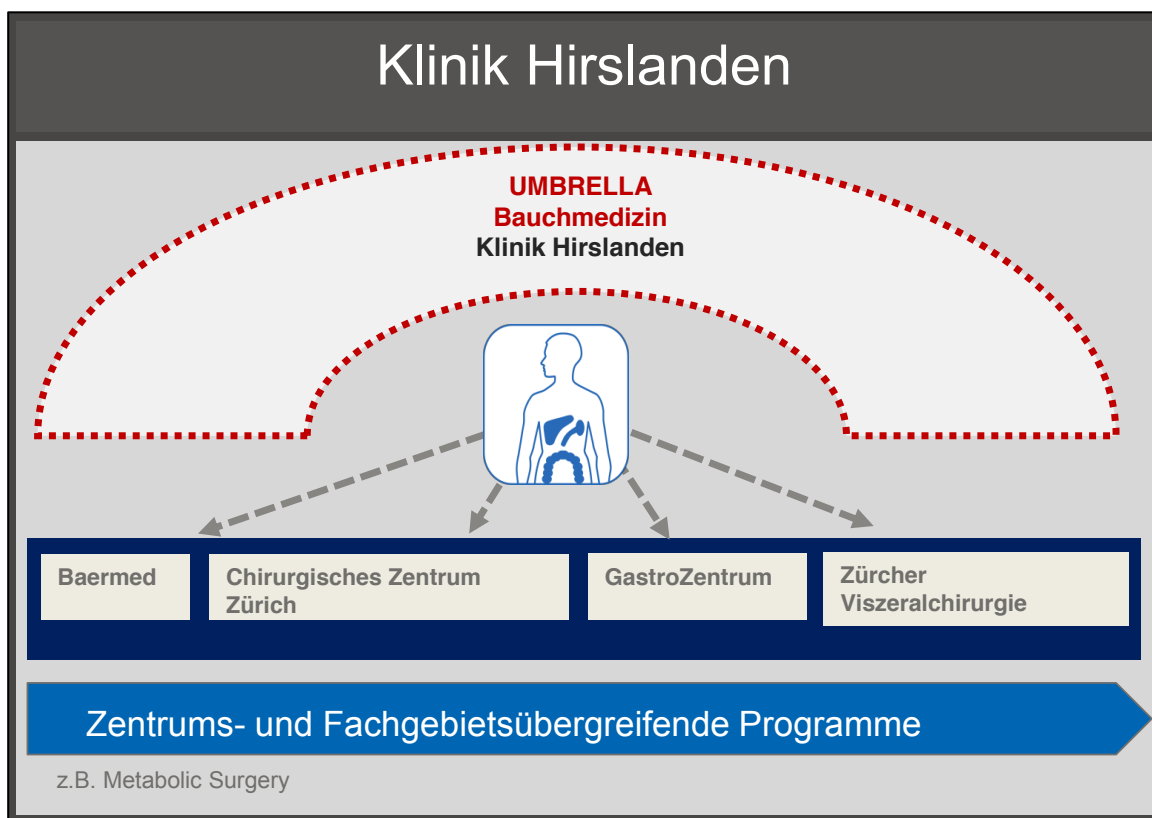 Klinik Hirslanden
UMBRELLA
Bauchmedizin
Klinik Hirslanden
Baermed
Chirurgisches Zentrum
Zürich
GastroZentrum
Zürcher
Viszeralchirurgie
Zentrums- und Fachgebietsübergreifende Programme
z.B. Metabolic Surgery